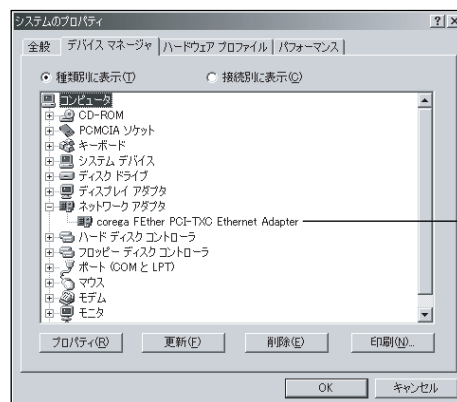 システムのプロパティ
全般 デバイス マネージャ ハードウェア プロファイル パフォーマンス
種類別に表示(T) 接続別に表示(C)
コンピュータ
CD-ROM
PCMCIA ソケット
キーボード
システム デバイス
ディスク ドライブ
ディスプレイ アダプタ
ネットワーク アダプタ
corega FEther PCI-TXC Ethernet Adapter
ハード ディスク コントローラ
フロッピー ディスク コントローラ
ポート (COM と LPT)
マウス
モデム
モニタ
プロパティ(R) 更新(F) 削除(E) 印刷(N)...
OK キャンセル